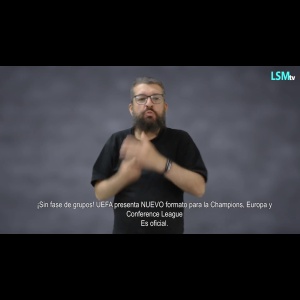 LSMtv
¡Sin fase de grupos! UEFA presenta NUEVO formato para la Champions, Europa y
Conference League
Es oficial.